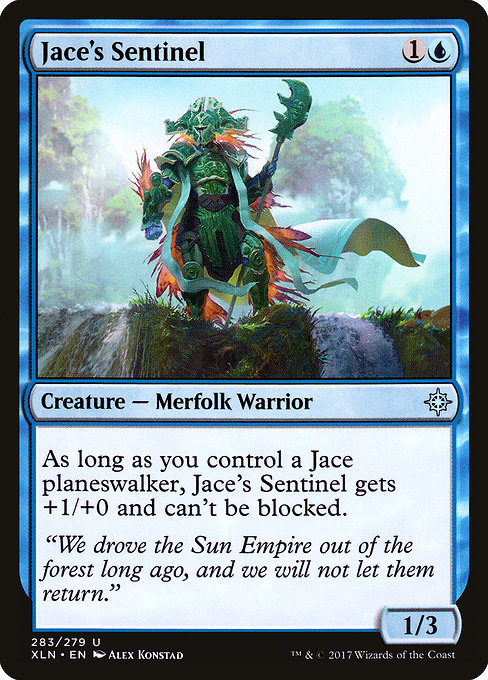 Jace's Sentinel 1
Creature — Merfolk Warrior
As long as you control a Jace
planeswalker, Jace's Sentinel gets
+1/+0 and can't be blocked.
"We drove the Sun Empire out of the
forest long ago, and we will not let them
return."
1/3
283/279 U
XLN • EN Alex Konstad
™ & © 2017 Wizards of the Coast